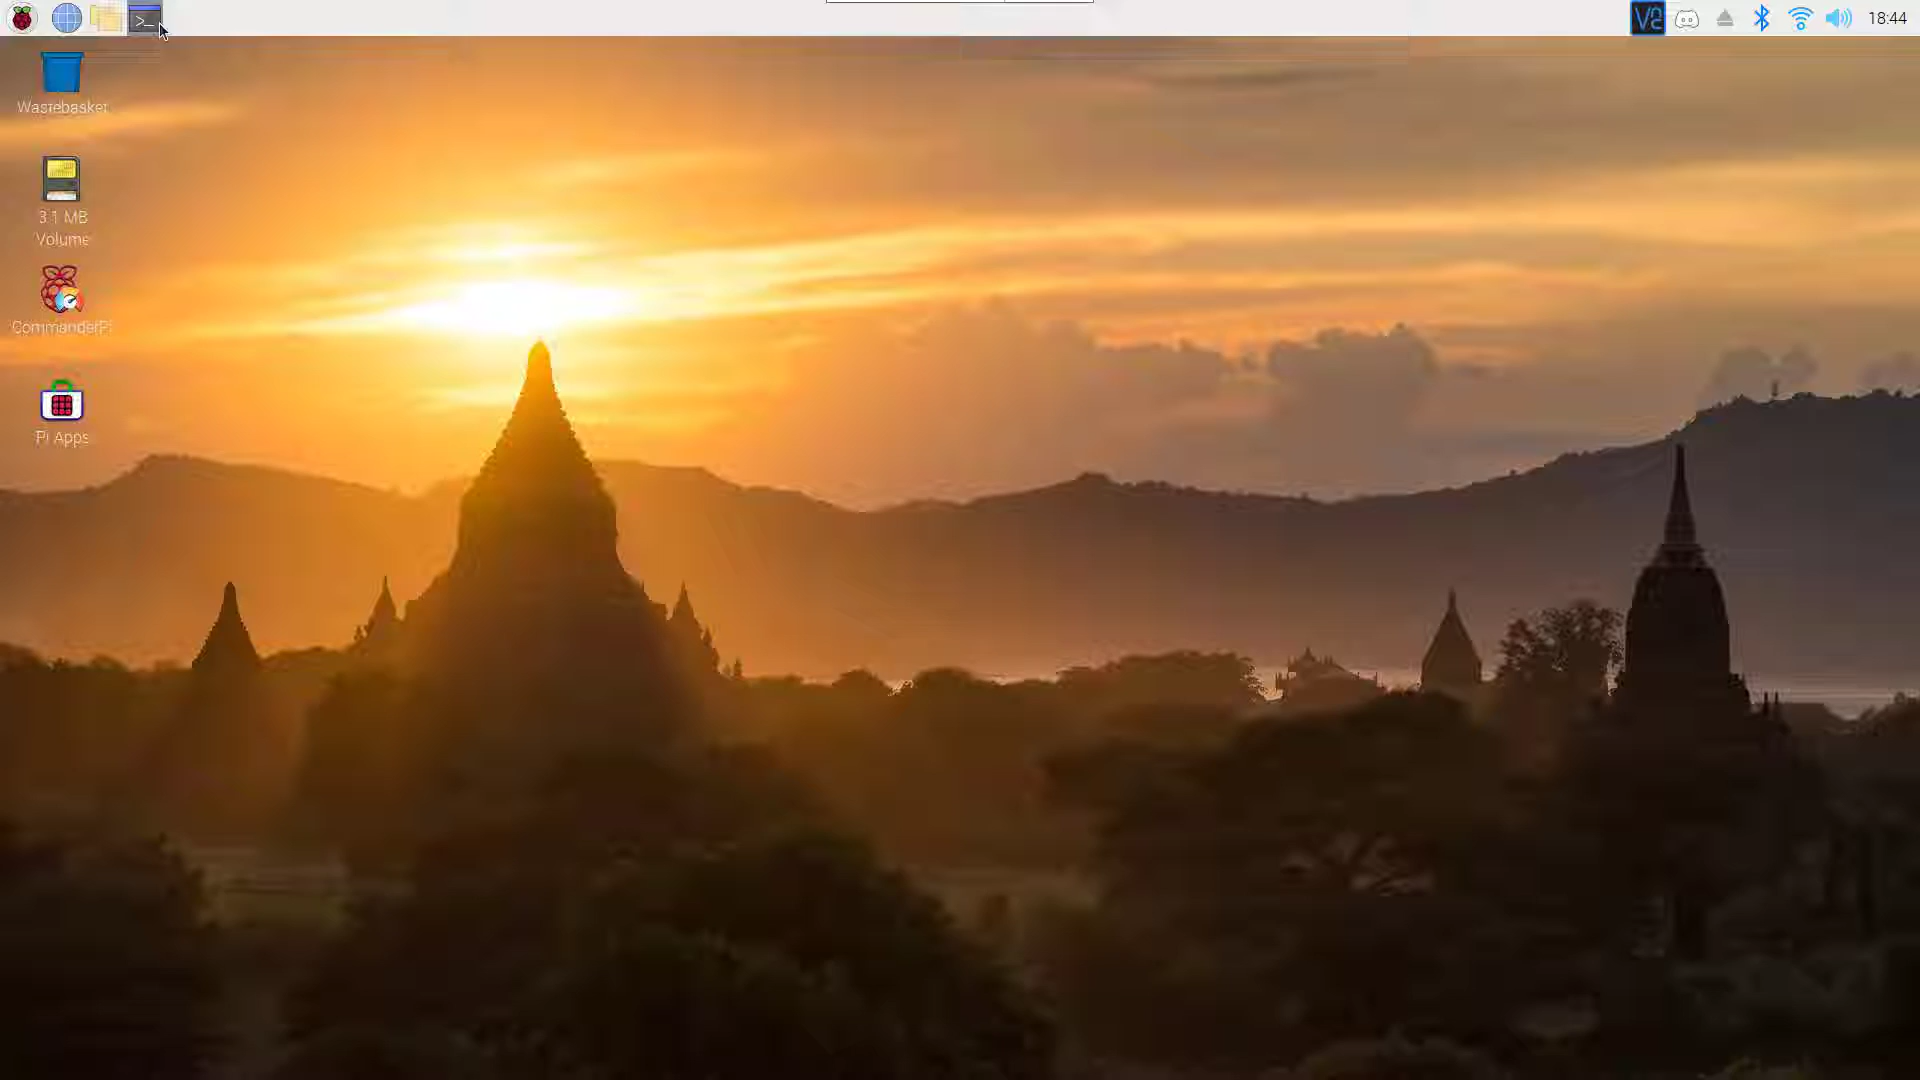 >_
18:44
Wastebasket
3.1 MB
Volume
CommanderPi
Pi Apps